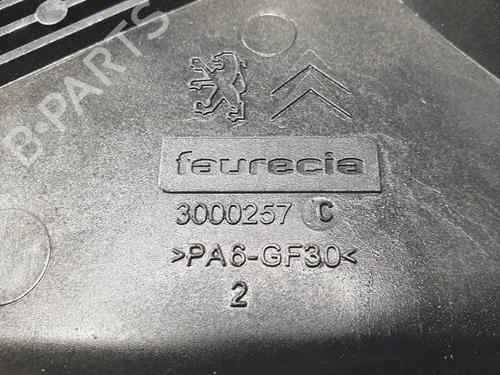 B-PARTS
faurecia
3000257 C
>PA6-GF30<
2